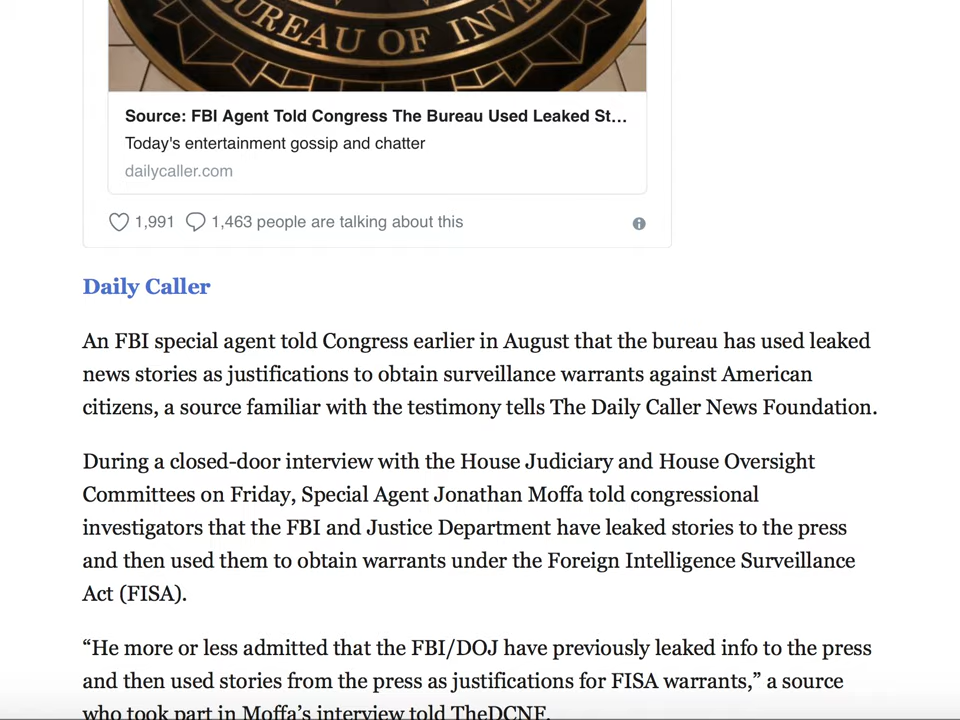 BUREAU OF INVE
Source: FBI Agent Told Congress The Bureau Used Leaked St...
Today's entertainment gossip and chatter
dailycaller.com
1,991 1,463 people are talking about this
Daily Caller
An FBI special agent told Congress earlier in August that the bureau has used leaked
news stories as justifications to obtain surveillance warrants against American
citizens, a source familiar with the testimony tells The Daily Caller News Foundation.
During a closed-door interview with the House Judiciary and House Oversight
Committees on Friday, Special Agent Jonathan Moffa told congressional
investigators that the FBI and Justice Department have leaked stories to the press
and then used them to obtain warrants under the Foreign Intelligence Surveillance
Act (FISA).
“He more or less admitted that the FBI/DOJ have previously leaked info to the press
and then used stories from the press as justifications for FISA warrants,” a source
who took part in Moffa’s interview told TheDCNF.